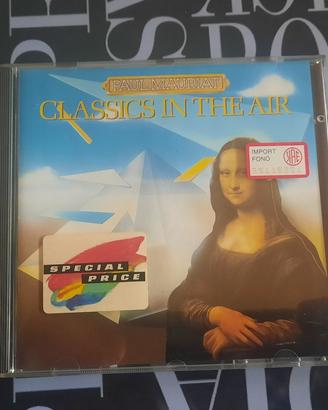 PAUL MAURIAT
CLASSICS IN THE AIR
IMPORT
FONO
SPECIAL
PRICE